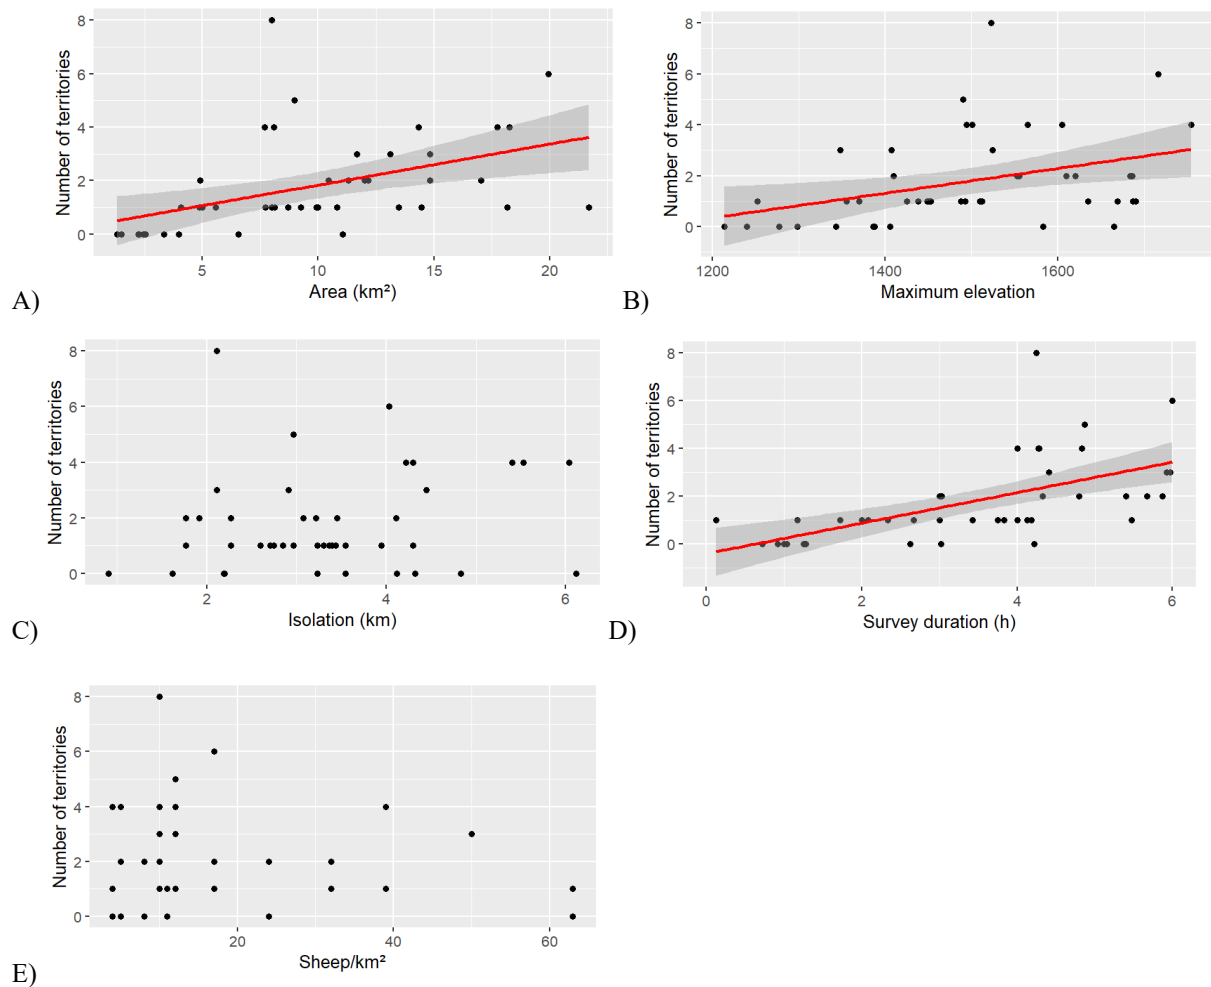 8
6
4
2
0
Number of territories
5
10
15
20
Area (km²)
A)
8
6
4
2
0
Number of territories
1200
1400
1600
Maximum elevation
B)
8
6
4
2
0
Number of territories
2
4
6
Isolation (km)
C)
8
6
4
2
0
Number of territories
0
2
4
6
Survey duration (h)
D)
8
6
4
2
0
Number of territories
20
40
60
Sheep/km²
E)